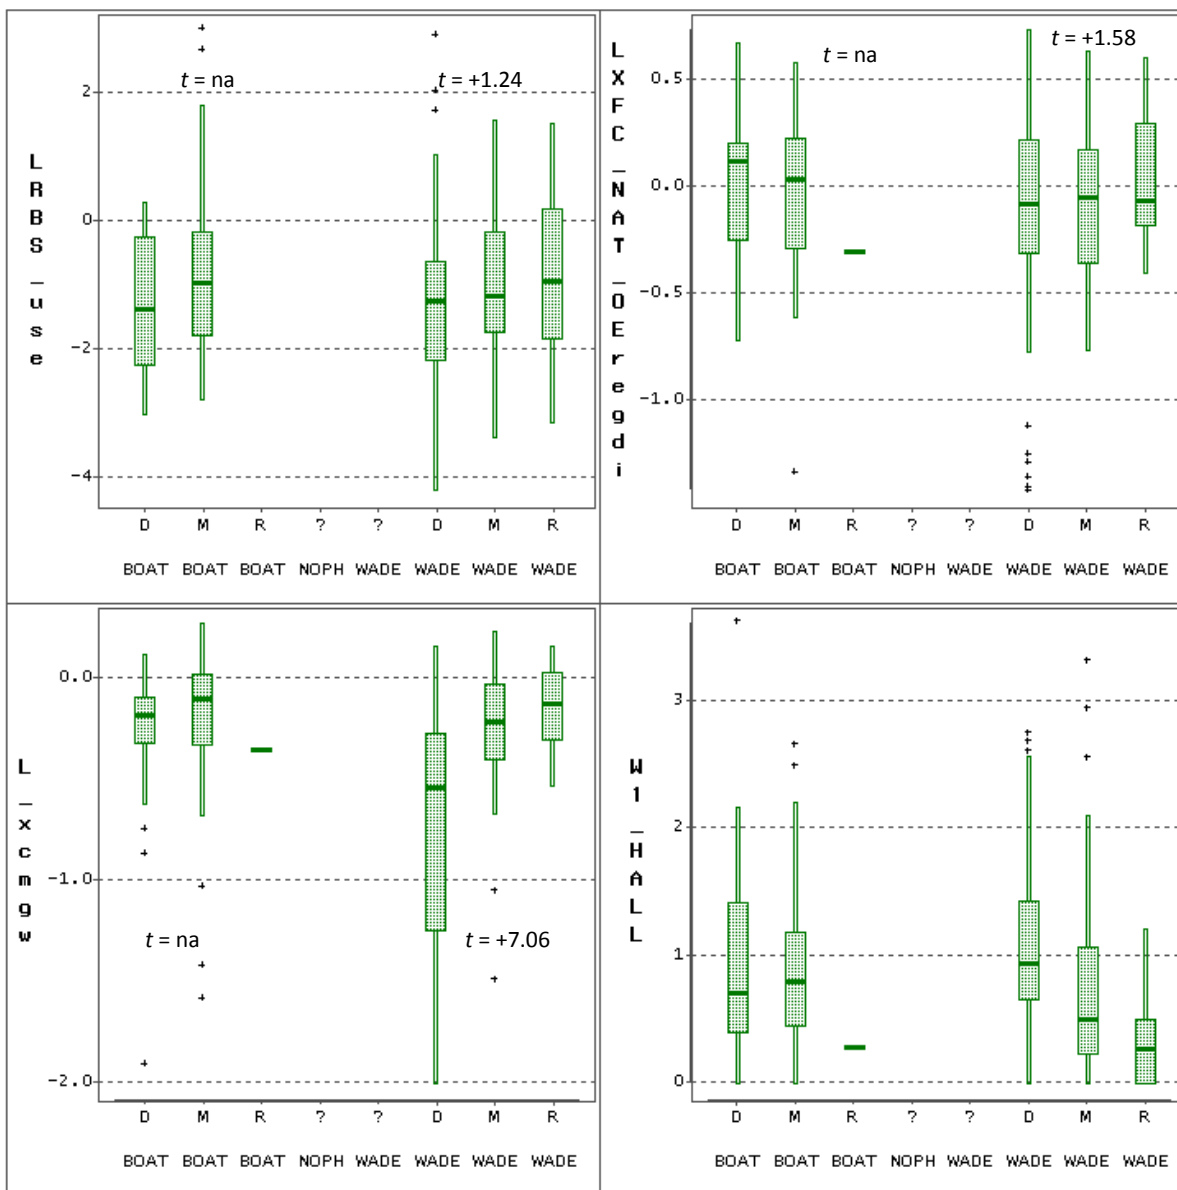 LRBS_use
t = na
t = +1.24
2
0
-2
-4
D M R ? ? D M R
BOAT BOAT BOAT NOPH WADE WADE WADE WADE
LXFC_NAT_OEregdi
t = na
t = +1.58
0.5
0.0
-0.5
-1.0
D M R ? ? D M R
BOAT BOAT BOAT NOPH WADE WADE WADE WADE
L_xcmgw
0.0
-1.0
t = na
t = +7.06
-2.0
D M R ? ? D M R
BOAT BOAT BOAT NOPH WADE WADE WADE WADE
W1_HALL
3
2
1
0
D M R ? ? D M R
BOAT BOAT BOAT NOPH WADE WADE WADE WADE